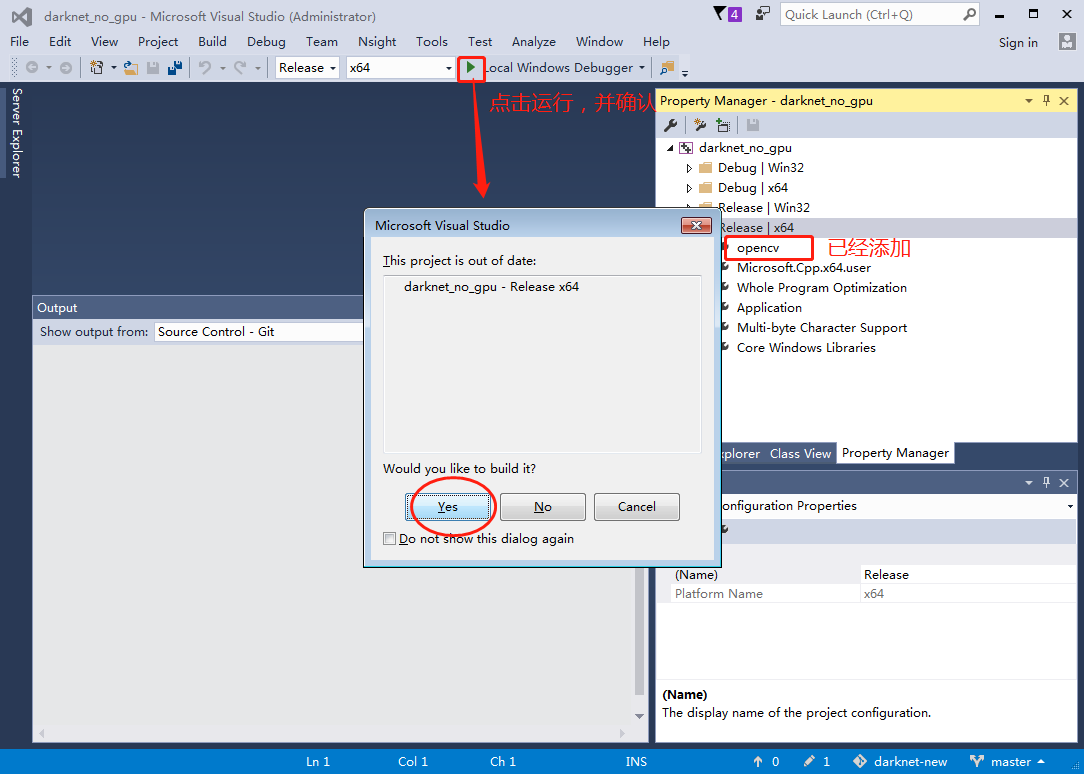 darknet_no_gpu - Microsoft Visual Studio (Administrator)
4
Quick Launch (Ctrl+Q)
File Edit View Project Build Debug Team Nsight Tools Test Analyze Window Help
Sign in
Release x64 ocal Windows Debugger
点击运行，并确认
Server Explorer
Property Manager - darknet_no_gpu
darknet_no_gpu
Debug | Win32
Debug | x64
Release | Win32
Release | x64
opencv 已经添加
Microsoft.Cpp.x64.user
Whole Program Optimization
Application
Multi-byte Character Support
Core Windows Libraries
Microsoft Visual Studio
This project is out of date:
darknet_no_gpu - Release x64
Would you like to build it?
Yes No Cancel
Do not show this dialog again
Output
Show output from: Source Control - Git
xplorer Class View Property Manager
onfiguration Properties
(Name) Release
Platform Name x64
(Name)
The display name of the project configuration.
Ln 1 Col 1 Ch 1 INS 0 1 darknet-new master